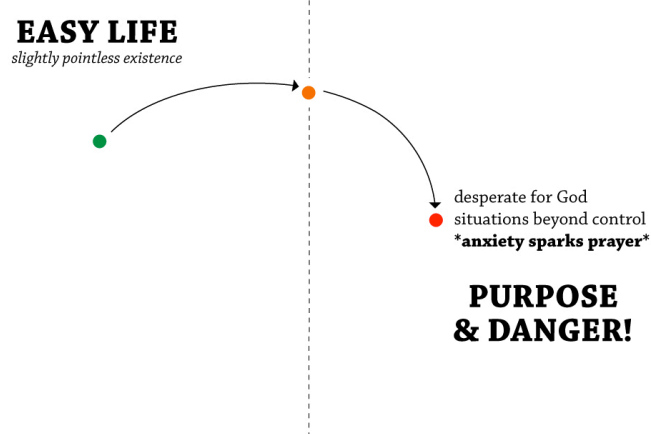 EASY LIFE
slightly pointless existence
desperate for God
situations beyond control
*anxiety sparks prayer*
PURPOSE
& DANGER!